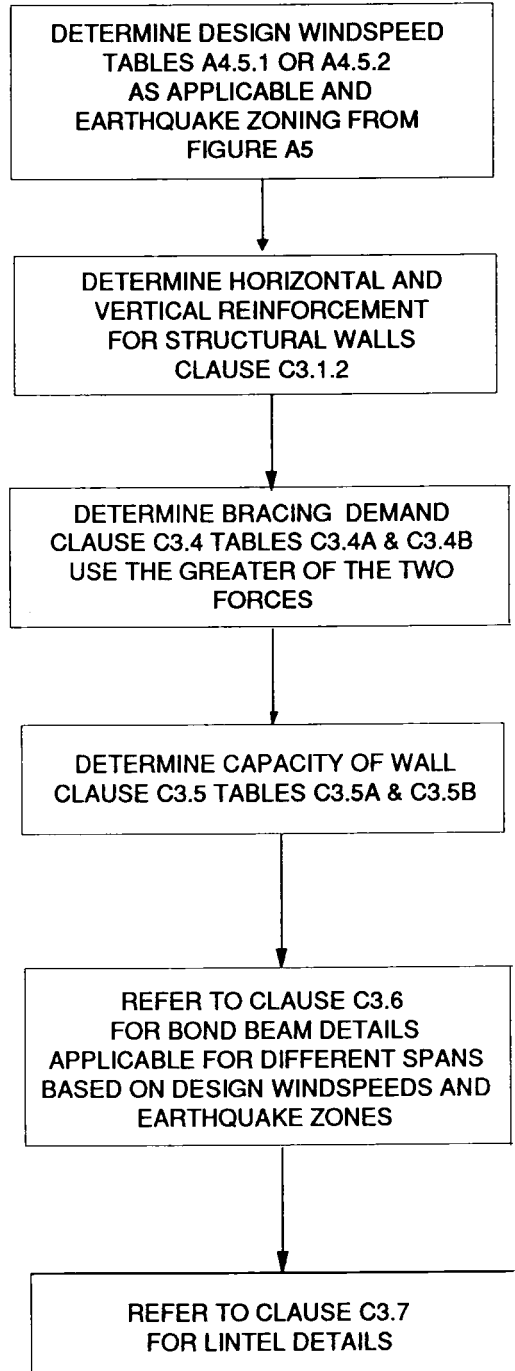 DETERMINE DESIGN WINDSPEED
TABLES A4.5.1 OR A4.5.2
AS APPLICABLE AND
EARTHQUAKE ZONING FROM
FIGURE A5
DETERMINE HORIZONTAL AND
VERTICAL REINFORCEMENT
FOR STRUCTURAL WALLS
CLAUSE C3.1.2
DETERMINE BRACING DEMAND
CLAUSE C3.4 TABLES C3.4A & C3.4B
USE THE GREATER OF THE TWO
FORCES
DETERMINE CAPACITY OF WALL
CLAUSE C3.5 TABLES C3.5A & C3.5B
REFER TO CLAUSE C3.6
FOR BOND BEAM DETAILS
APPLICABLE FOR DIFFERENT SPANS
BASED ON DESIGN WINDSPEEDS AND
EARTHQUAKE ZONES
REFER TO CLAUSE C3.7
FOR LINTEL DETAILS